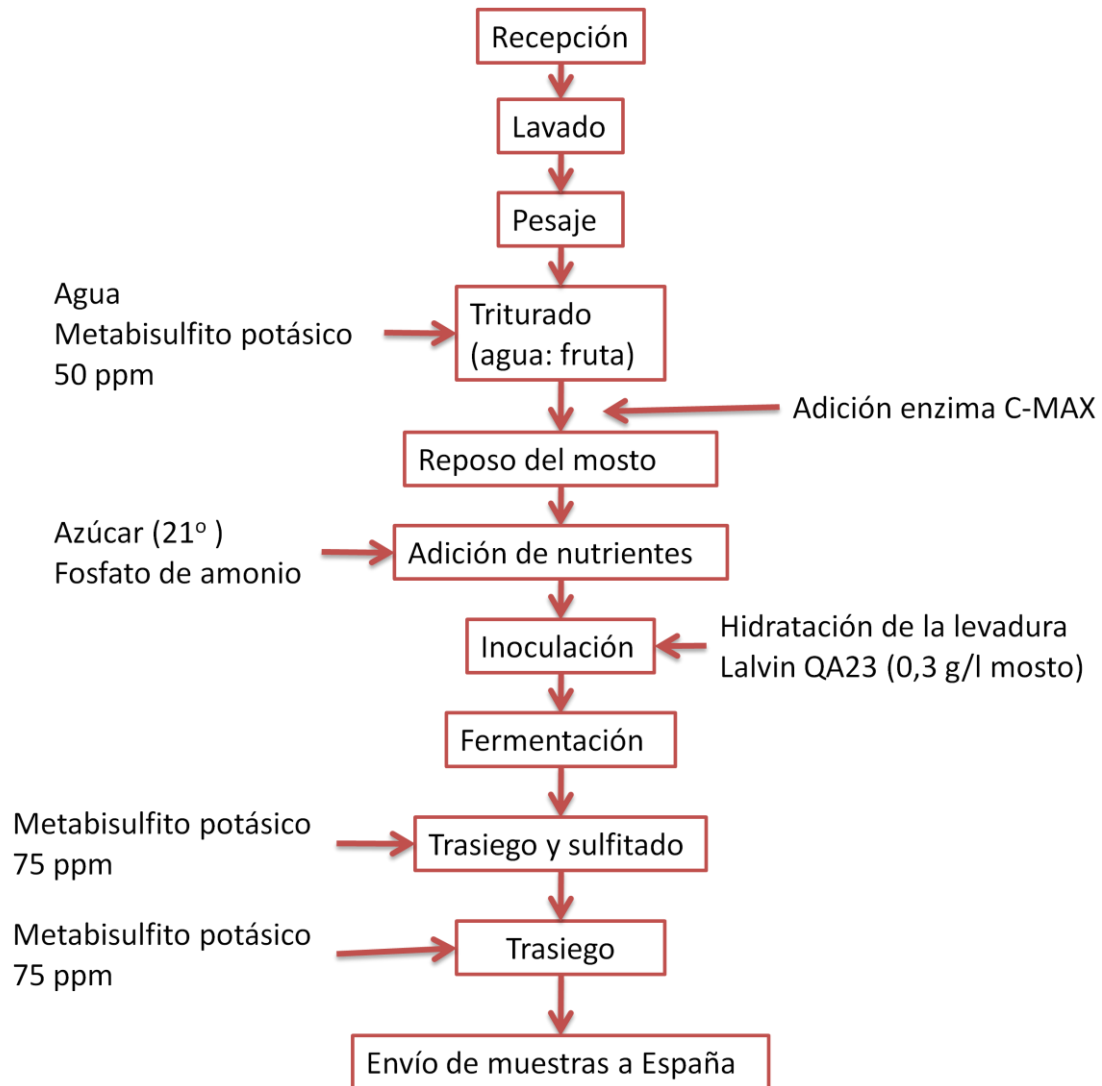 Recepción
Lavado
Pesaje
Agua
Metabisulfito potásico
50 ppm
Triturado
(agua: fruta)
Adición enzima C-MAX
Reposo del mosto
Azúcar (21º )
Fosfato de amonio
Adición de nutrientes
Inoculación
Hidratación de la levadura
Lalvin QA23 (0,3 g/l mosto)
Fermentación
Metabisulfito potásico
75 ppm
Trasiego y sulfitado
Metabisulfito potásico
75 ppm
Trasiego
Envío de muestras a España